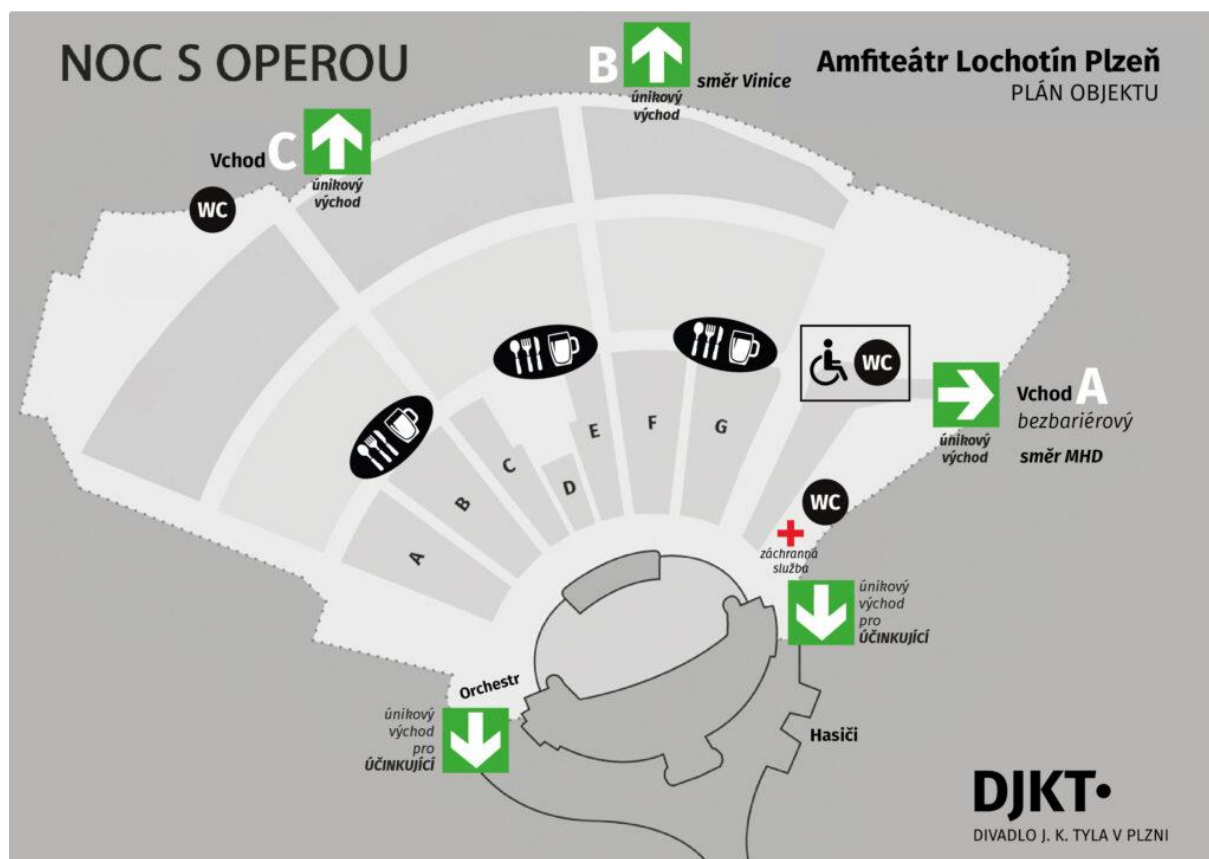 NOC S OPEROU
Amfiteátr Lochotín Plzeň
PLÁN OBJEKTU
B
směr Vinice
únikový
východ
Vchod C
únikový
východ
WC
WC
Vchod A
bezbariérový
směr MHD
únikový
východ
A
B
C
D
E
F
G
WC
záchranná
služba
únikový
východ
pro
ÚČINKUJÍCÍ
Orchestr
únikový
východ
pro
ÚČINKUJÍCÍ
Hasiči
DJKT•
DIVADLO J. K. TYLA V PLZNI